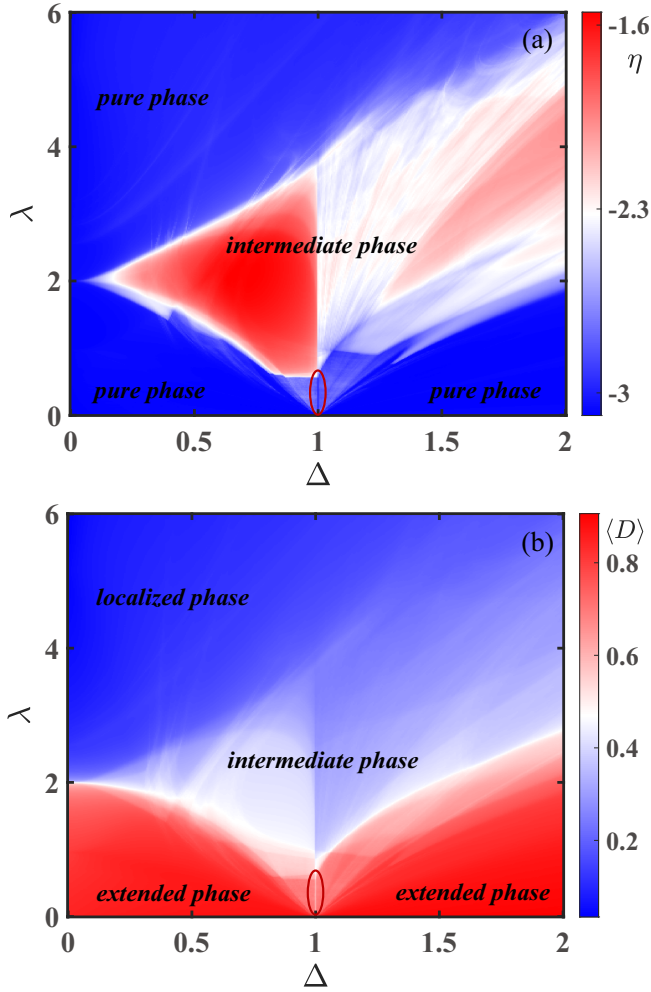 6
(a)
-1.6
η
pure phase
4
λ
-2.3
intermediate phase
2
pure phase
pure phase
-3
0
0
0.5
1
1.5
2
Δ
6
(b)
⟨D⟩
0.8
localized phase
4
0.6
λ
intermediate phase
0.4
2
0.2
extended phase
extended phase
0
0
0.5
1
1.5
2
Δ